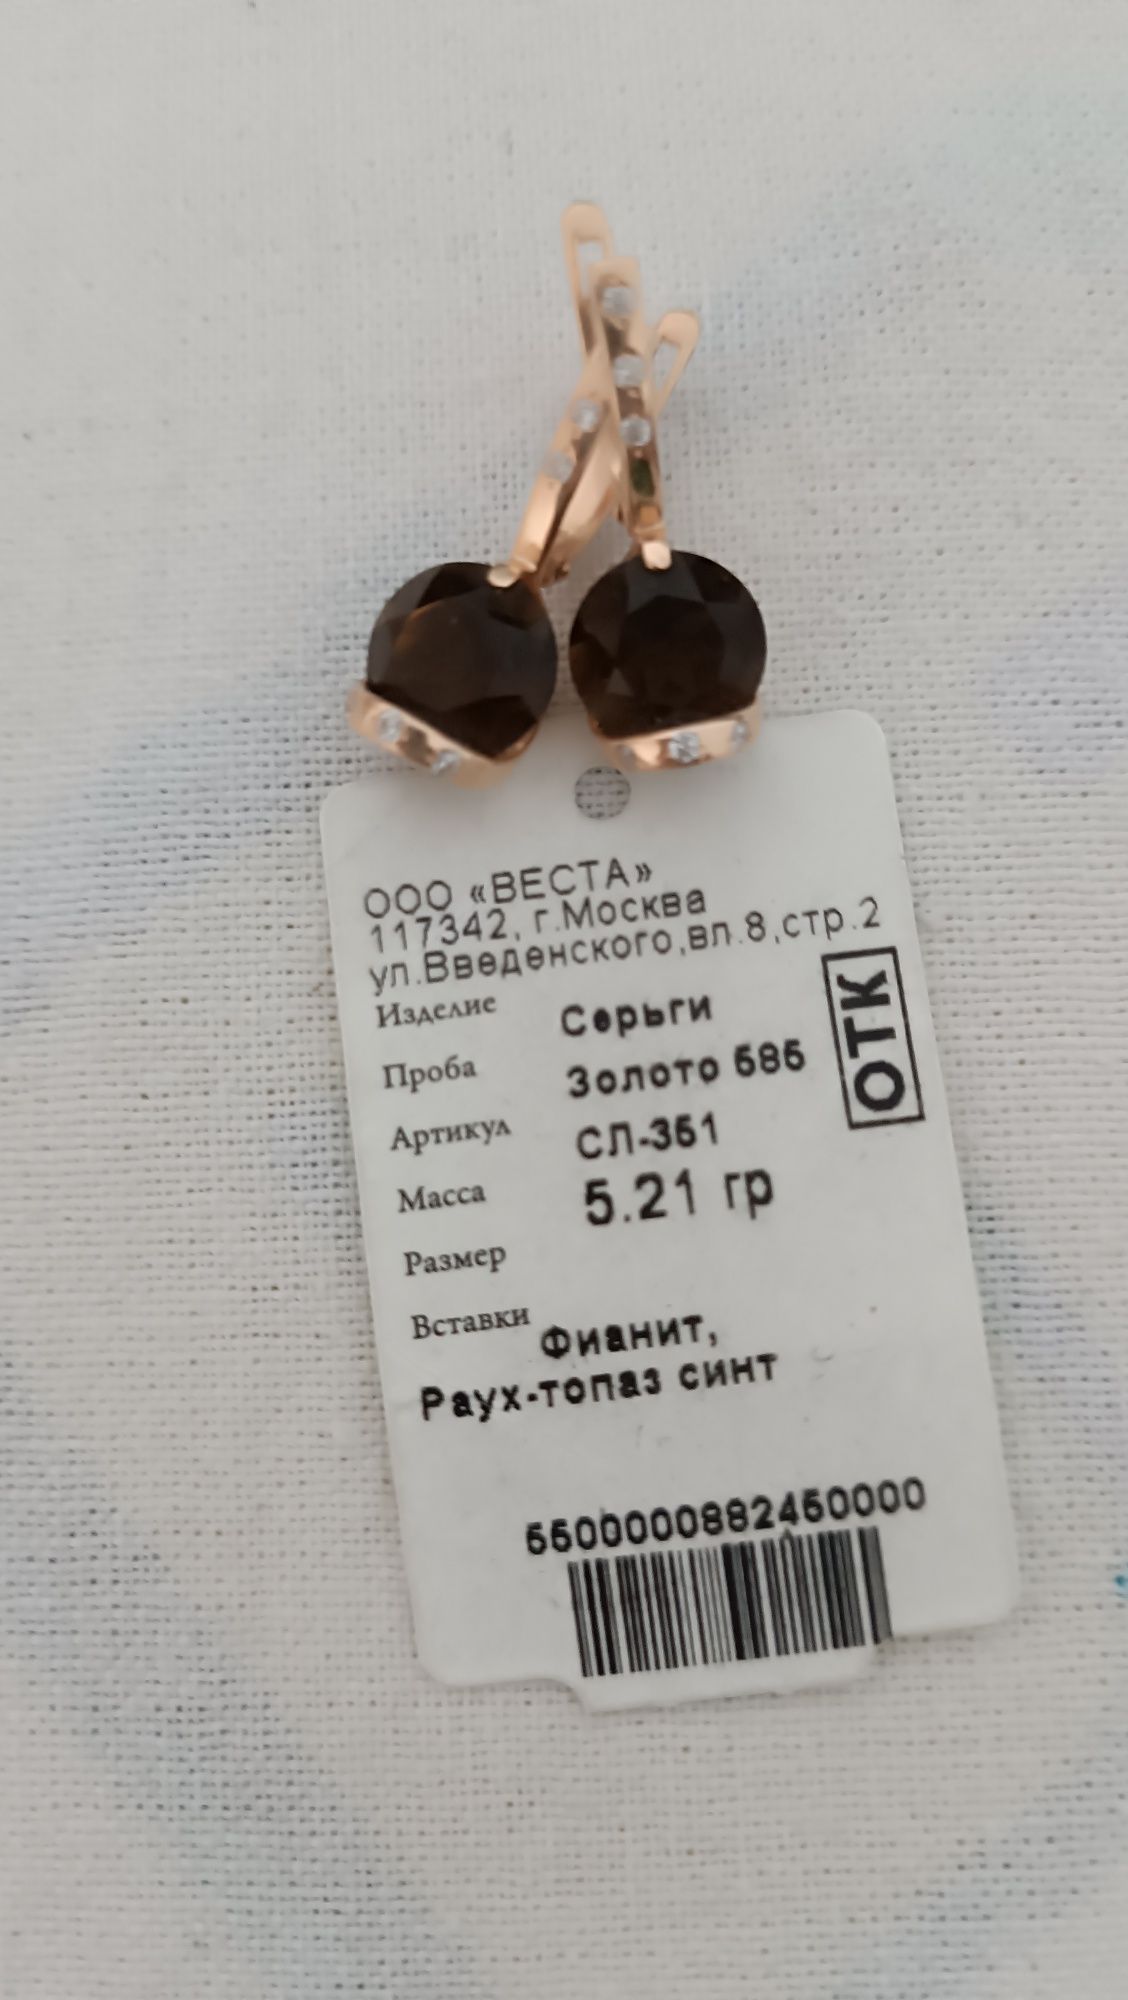 ООО «ВЕСТА»
117342, г.Москва
ул.Введенского,вл.8,стр.2
Изделие Серьги
Проба Золото 585
Артикул СЛ-351
Масса 5.21 гр
Размер
Вставки Фианит,
Раух-топаз синт
ОТК
5500000882450000